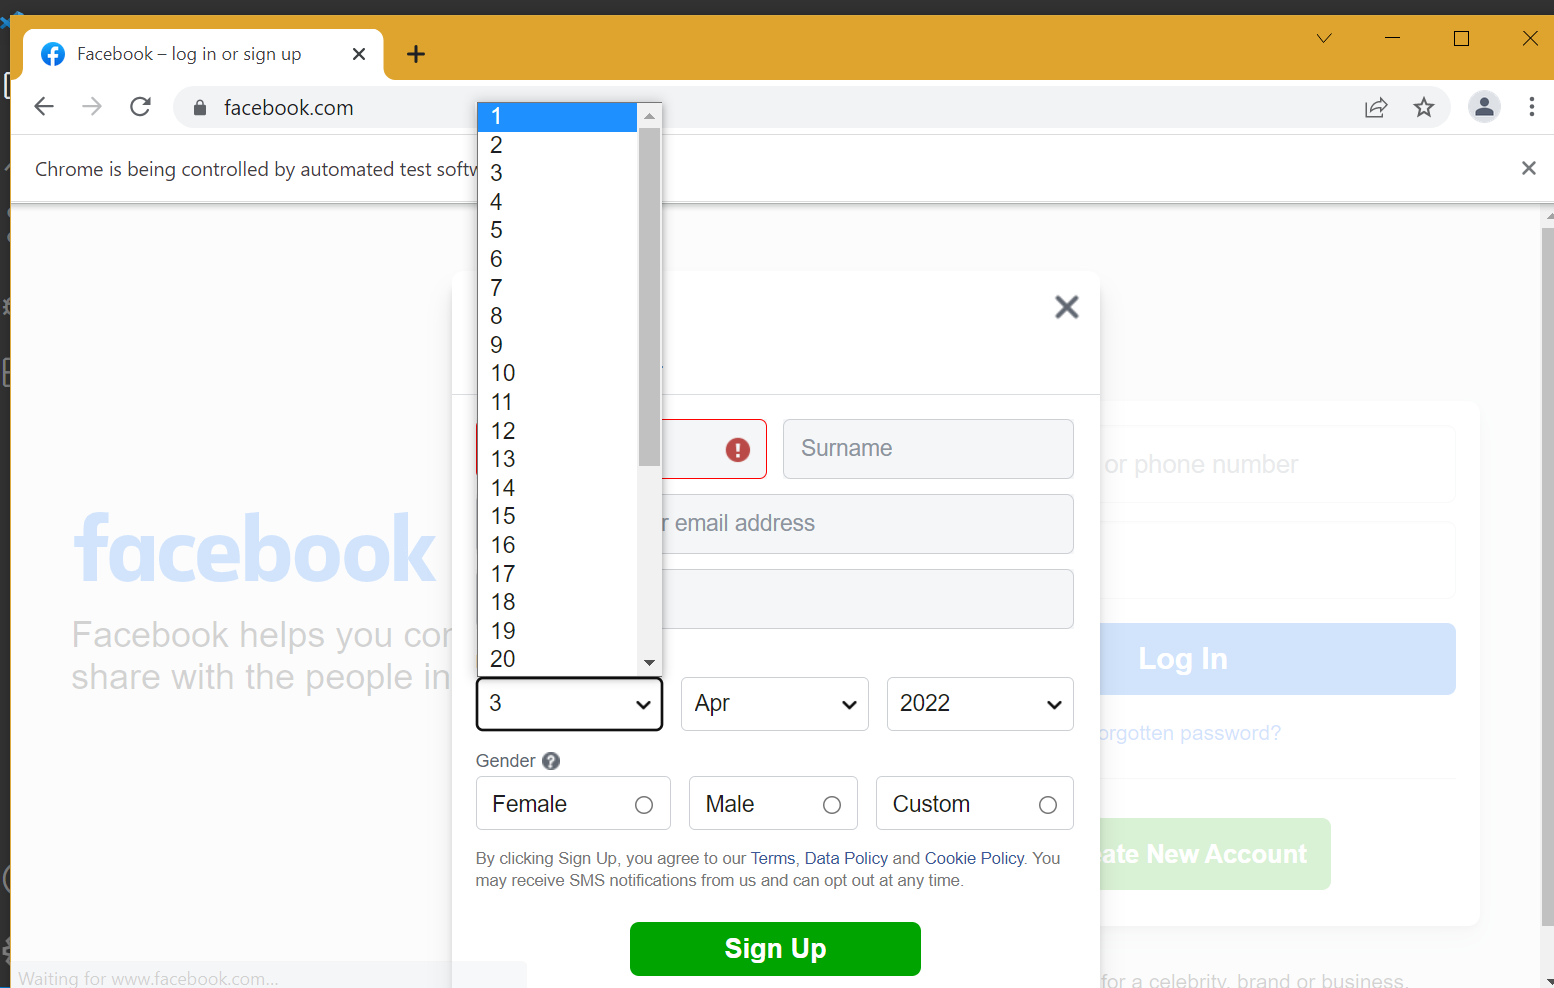 Facebook – log in or sign up
facebook.com
Chrome is being controlled by automated test softw
1
2
3
4
5
6
7
8
9
10
11
12
13
14
15
16
17
18
19
20
Surname
r email address
3
Apr
2022
Gender
Female
Male
Custom
By clicking Sign Up, you agree to our Terms, Data Policy and Cookie Policy. You
may receive SMS notifications from us and can opt out at any time.
Sign Up
facebook
Facebook helps you con
share with the people in
or phone number
Log In
orgotten password?
ate New Account
for a celebrity, brand or business.
Waiting for www.facebook.com...